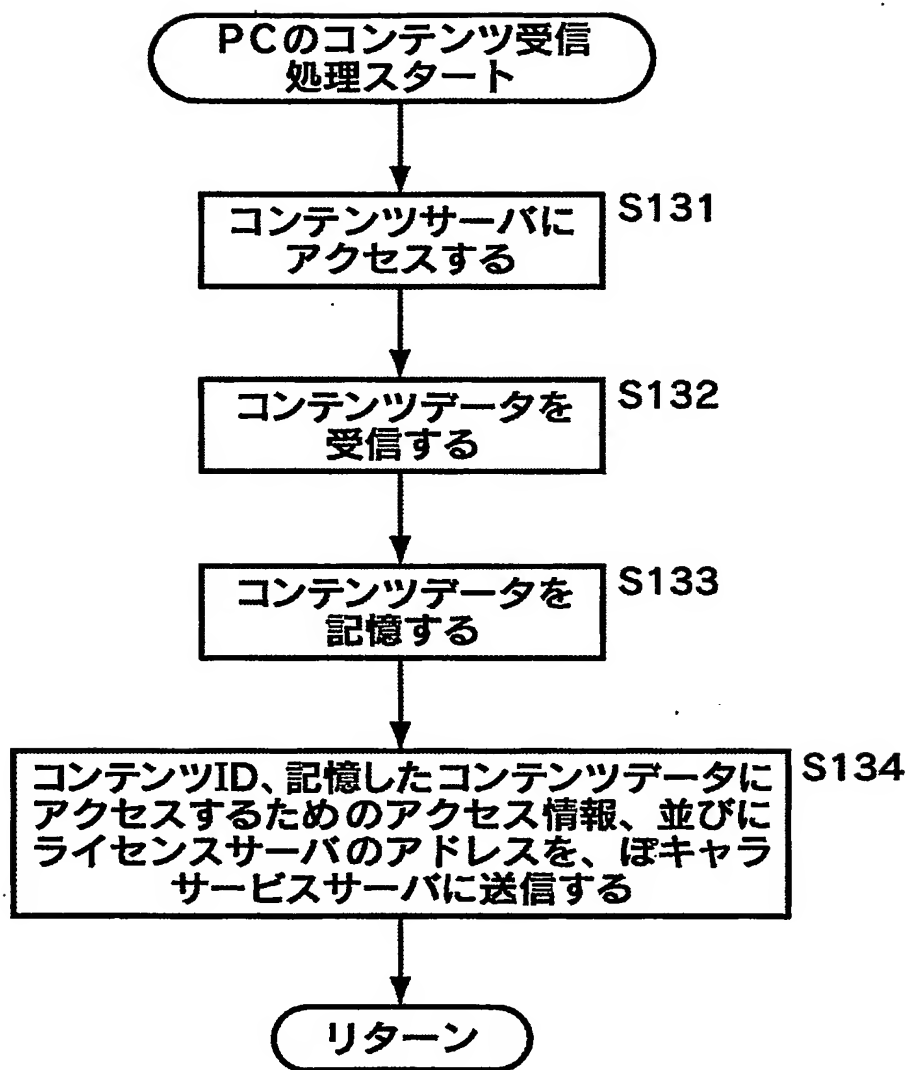 PCのコンテンツ受信
処理スタート
コンテンツサーバに
アクセスする
S131
コンテンツデータを
受信する
S132
コンテンツデータを
記憶する
S133
コンテンツID、記憶したコンテンツデータに
アクセスするためのアクセス情報、並びに
ライセンスサーバのアドレスを、ぽキャラ
サービスサーバに送信する
S134
リターン